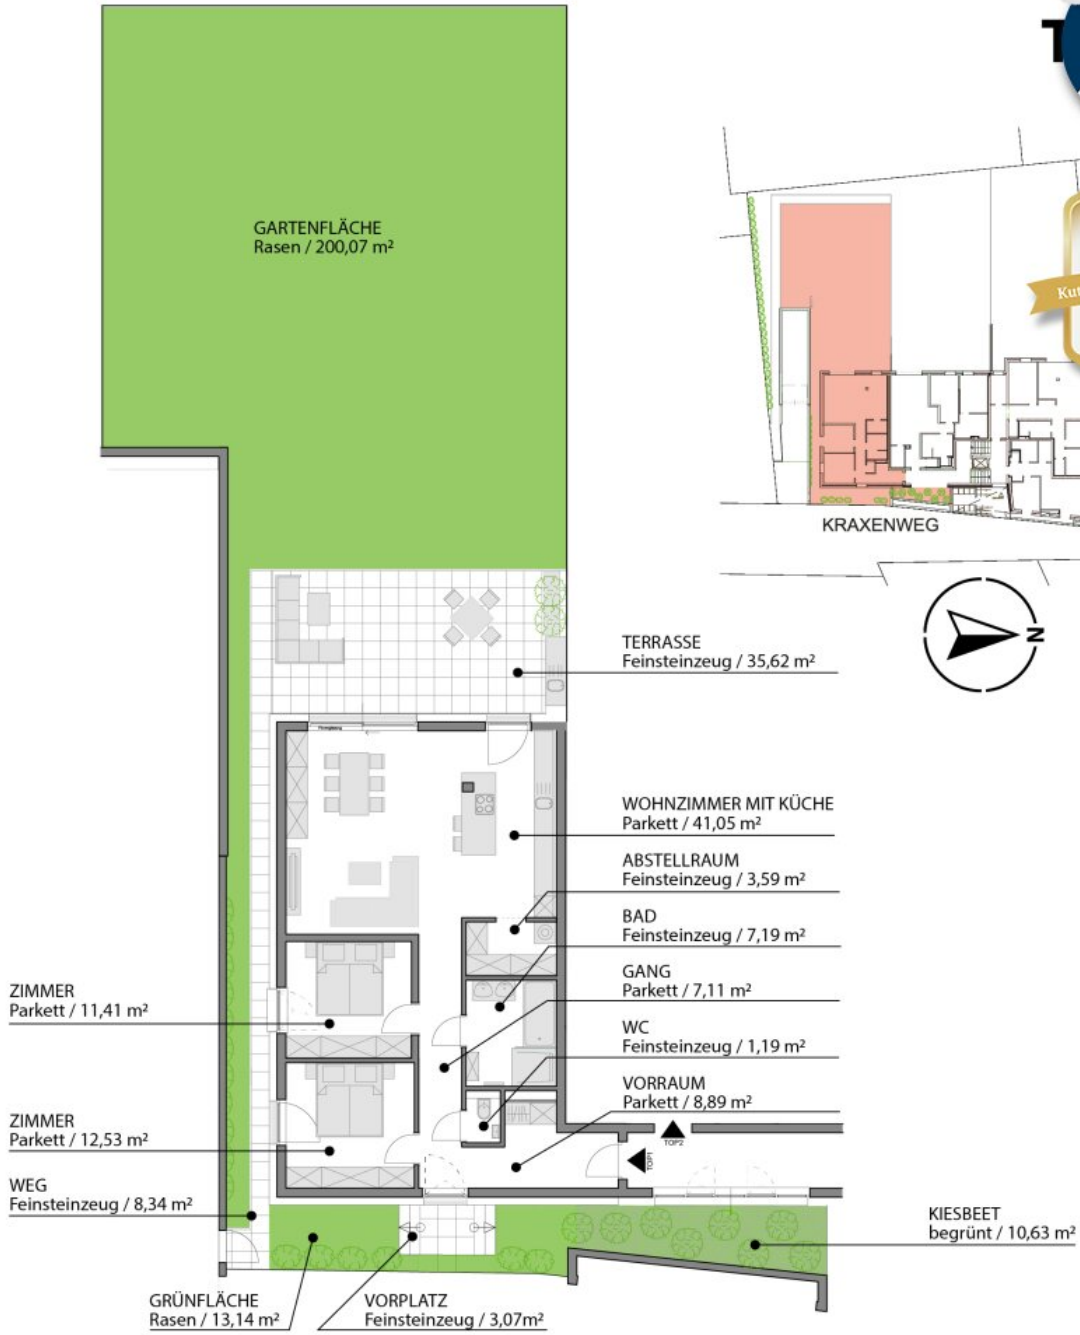 T
GARTENFLÄCHE
Rasen / 200,07 m²
Kut
KRAXENWEG
N
TERRASSE
Feinsteinzeug / 35,62 m²
WOHNZIMMER MIT KÜCHE
Parkett / 41,05 m²
ABSTELLRAUM
Feinsteinzeug / 3,59 m²
BAD
Feinsteinzeug / 7,19 m²
GANG
Parkett / 7,11 m²
WC
Feinsteinzeug / 1,19 m²
VORRAUM
Parkett / 8,89 m²
ZIMMER
Parkett / 11,41 m²
ZIMMER
Parkett / 12,53 m²
WEG
Feinsteinzeug / 8,34 m²
TOP2
TOP1
KIESBEET
begrünt / 10,63 m²
GRÜNFLÄCHE
Rasen / 13,14 m²
VORPLATZ
Feinsteinzeug / 3,07m²